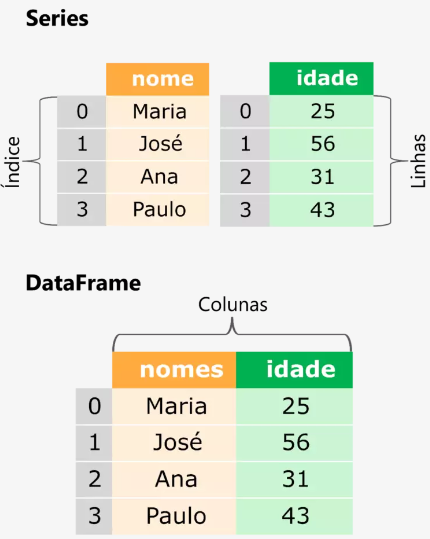 Series
nome idade
0 Maria 0 25
1 José 1 56
2 Ana 2 31
3 Paulo 3 43
Índice
Linhas
DataFrame
Colunas
nomes idade
0 Maria 25
1 José 56
2 Ana 31
3 Paulo 43